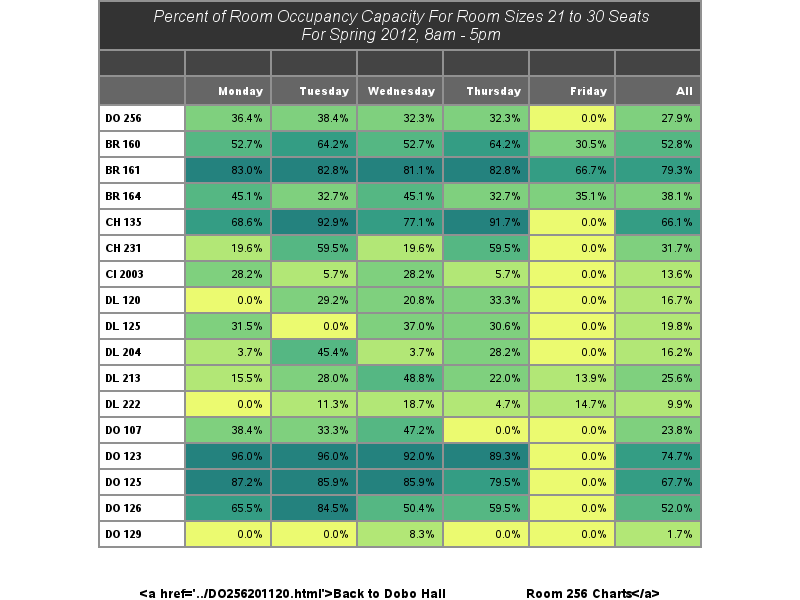 Percent of Room Occupancy Capacity For Room Sizes 21 to 30 Seats
For Spring 2012, 8am - 5pm
Monday Tuesday Wednesday Thursday Friday All
DO 256 36.4% 38.4% 32.3% 32.3% 0.0% 27.9%
BR 160 52.7% 64.2% 52.7% 64.2% 30.5% 52.8%
BR 161 83.0% 82.8% 81.1% 82.8% 66.7% 79.3%
BR 164 45.1% 32.7% 45.1% 32.7% 35.1% 38.1%
CH 135 68.6% 92.9% 77.1% 91.7% 0.0% 66.1%
CH 231 19.6% 59.5% 19.6% 59.5% 0.0% 31.7%
CI 2003 28.2% 5.7% 28.2% 5.7% 0.0% 13.6%
DL 120 0.0% 29.2% 20.8% 33.3% 0.0% 16.7%
DL 125 31.5% 0.0% 37.0% 30.6% 0.0% 19.8%
DL 204 3.7% 45.4% 3.7% 28.2% 0.0% 16.2%
DL 213 15.5% 28.0% 48.8% 22.0% 13.9% 25.6%
DL 222 0.0% 11.3% 18.7% 4.7% 14.7% 9.9%
DO 107 38.4% 33.3% 47.2% 0.0% 0.0% 23.8%
DO 123 96.0% 96.0% 92.0% 89.3% 0.0% 74.7%
DO 125 87.2% 85.9% 85.9% 79.5% 0.0% 67.7%
DO 126 65.5% 84.5% 50.4% 59.5% 0.0% 52.0%
DO 129 0.0% 0.0% 8.3% 0.0% 0.0% 1.7%
<a href='../DO256201120.html'>Back to Dobo Hall Room 256 Charts</a>